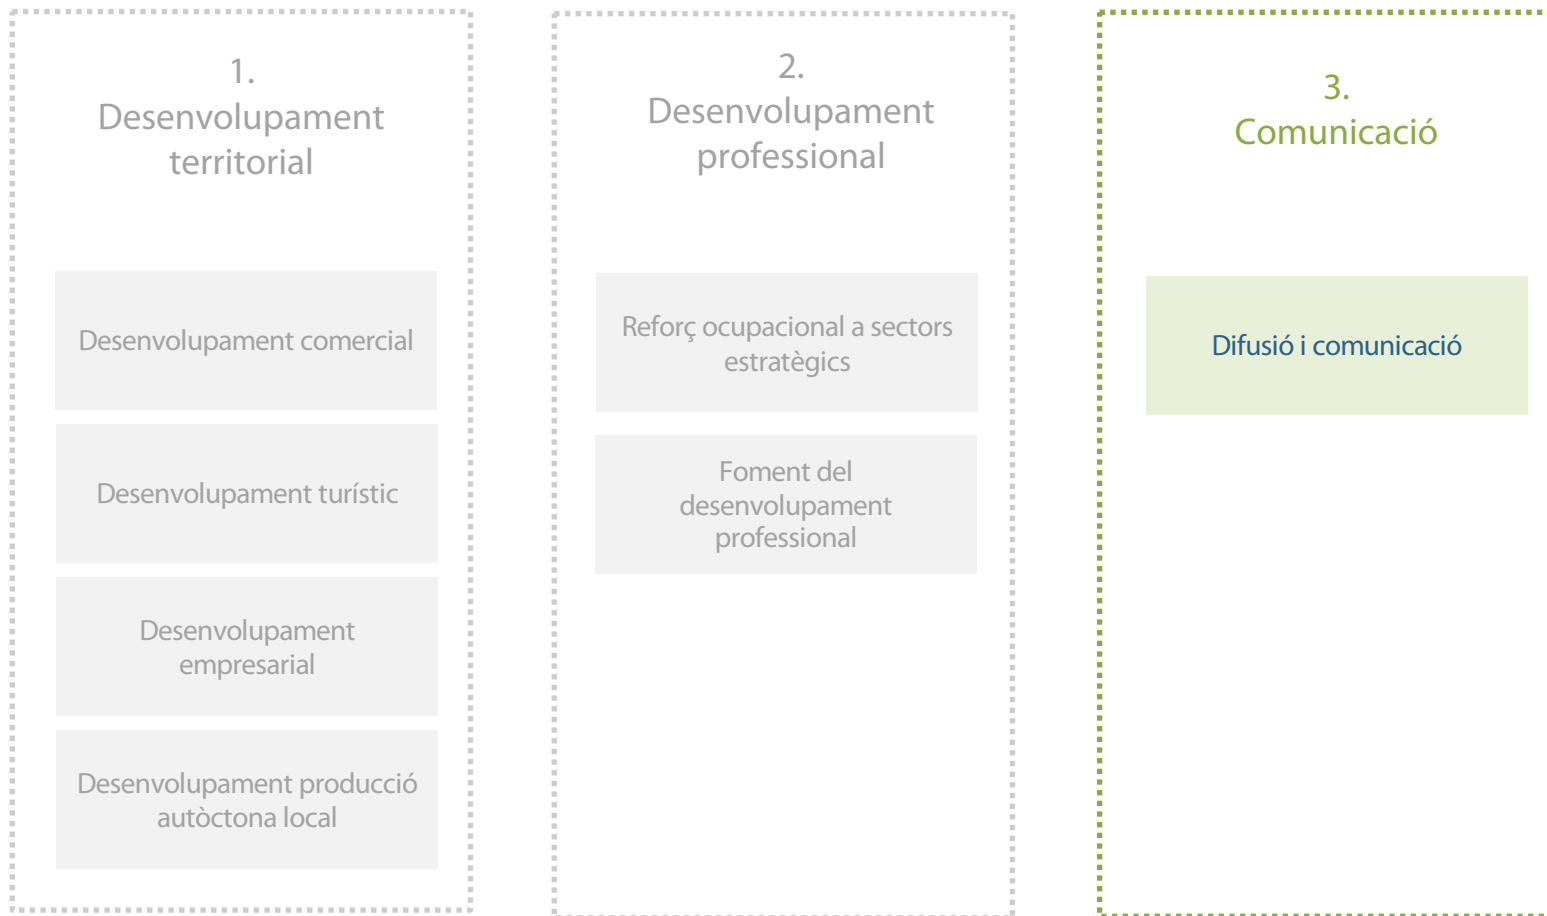 1.
Desenvolupament
territorial
Desenvolupament comercial
Desenvolupament turístic
Desenvolupament
empresarial
Desenvolupament producció
autòctona local
2.
Desenvolupament
professional
Reforç ocupacional a sectors
estratègics
Foment del
desenvolupament
professional
3.
Comunicació
Difusió i comunicació